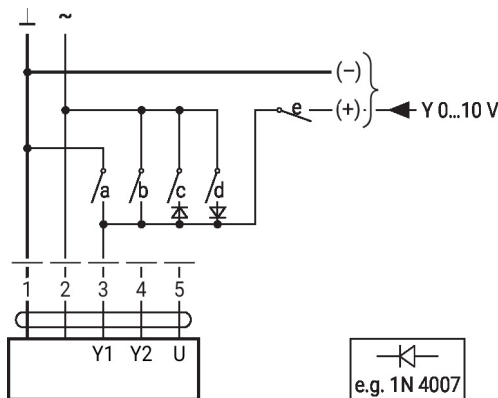 ⊥ ~
(−)
e (+) Y 0...10 V
a b c d
1 2 3 4 5
Y1 Y2 U
e.g. 1N 4007